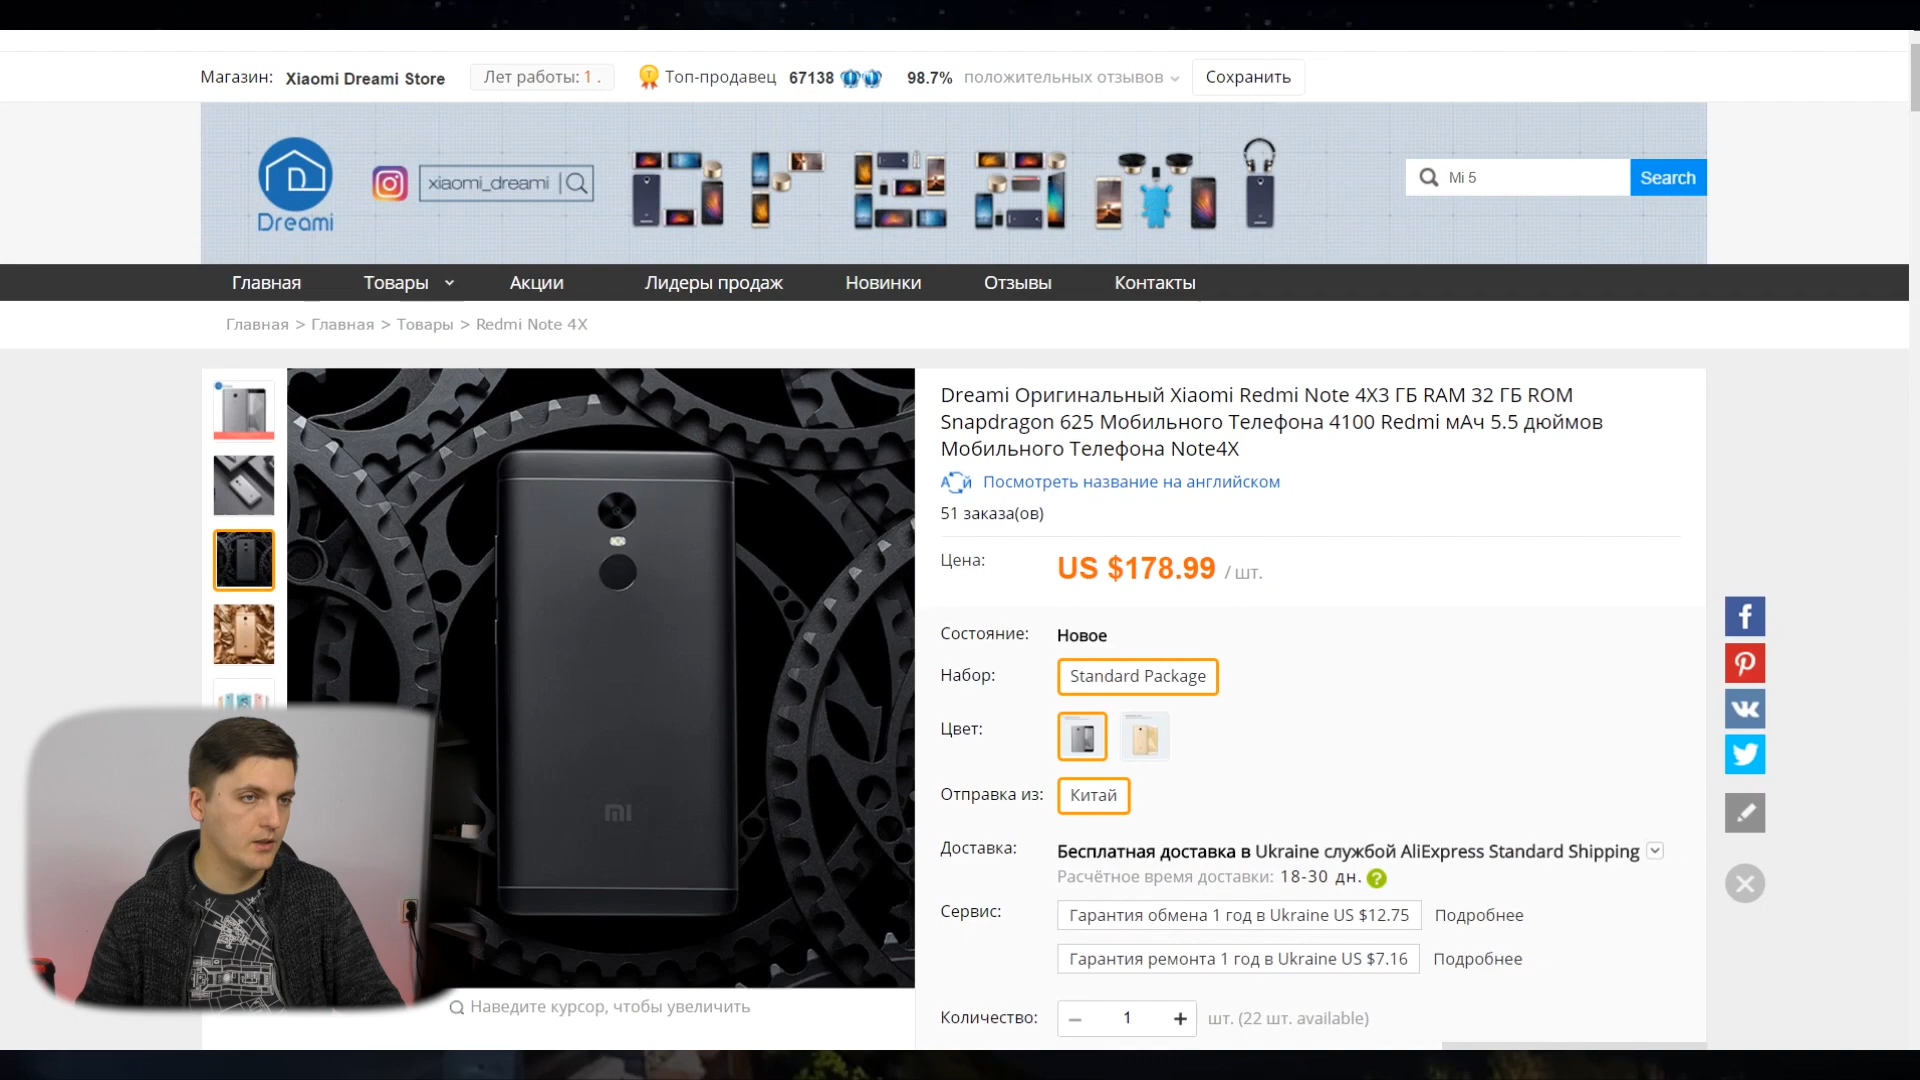 Магазин: Xiaomi Dreami Store Лет работы: 1 . Топ-продавец 67138 98.7% положительных отзывов Сохранить
D
Dreami
xiaomi_dreami
Dreami
Mi 5 Search
Главная Товары Акции Лидеры продаж Новинки Отзывы Контакты
Главная > Главная > Товары > Redmi Note 4X
Dreami Оригинальный Xiaomi Redmi Note 4X3 ГБ RAM 32 ГБ ROM
Snapdragon 625 Мобильного Телефона 4100 Redmi мАч 5.5 дюймов
Мобильного Телефона Note4X
Посмотреть название на английском
51 заказа(ов)
Цена: US $178.99 / шт.
Состояние: Новое
Набор: Standard Package
Цвет:
Отправка из: Китай
Доставка: Бесплатная доставка в Ukraine службой AliExpress Standard Shipping
Расчётное время доставки: 18-30 дн. ?
Сервис: Гарантия обмена 1 год в Ukraine US $12.75 Подробнее
Гарантия ремонта 1 год в Ukraine US $7.16 Подробнее
Количество: − 1 + шт. (22 шт. available)
MI
Наведите курсор, чтобы увеличить